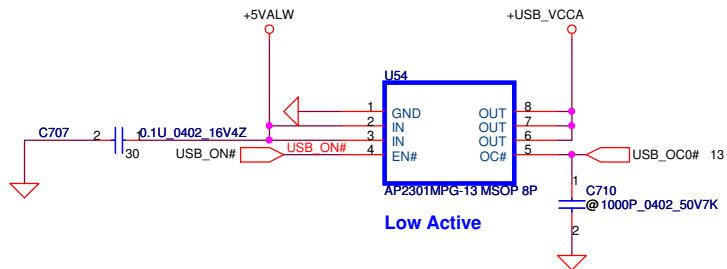 +5VALW
+USB_VCCA
U54
1 GND OUT 8
2 IN OUT 7
3 IN OUT 6
4 EN# OC# 5
C707 2 1 0.1U_0402_16V4Z
30
USB_ON# USB_ON#
USB_OC0# 13
AP2301MPG-13 MSOP 8P
1 C710
@ 1000P_0402_50V7K
2
Low Active